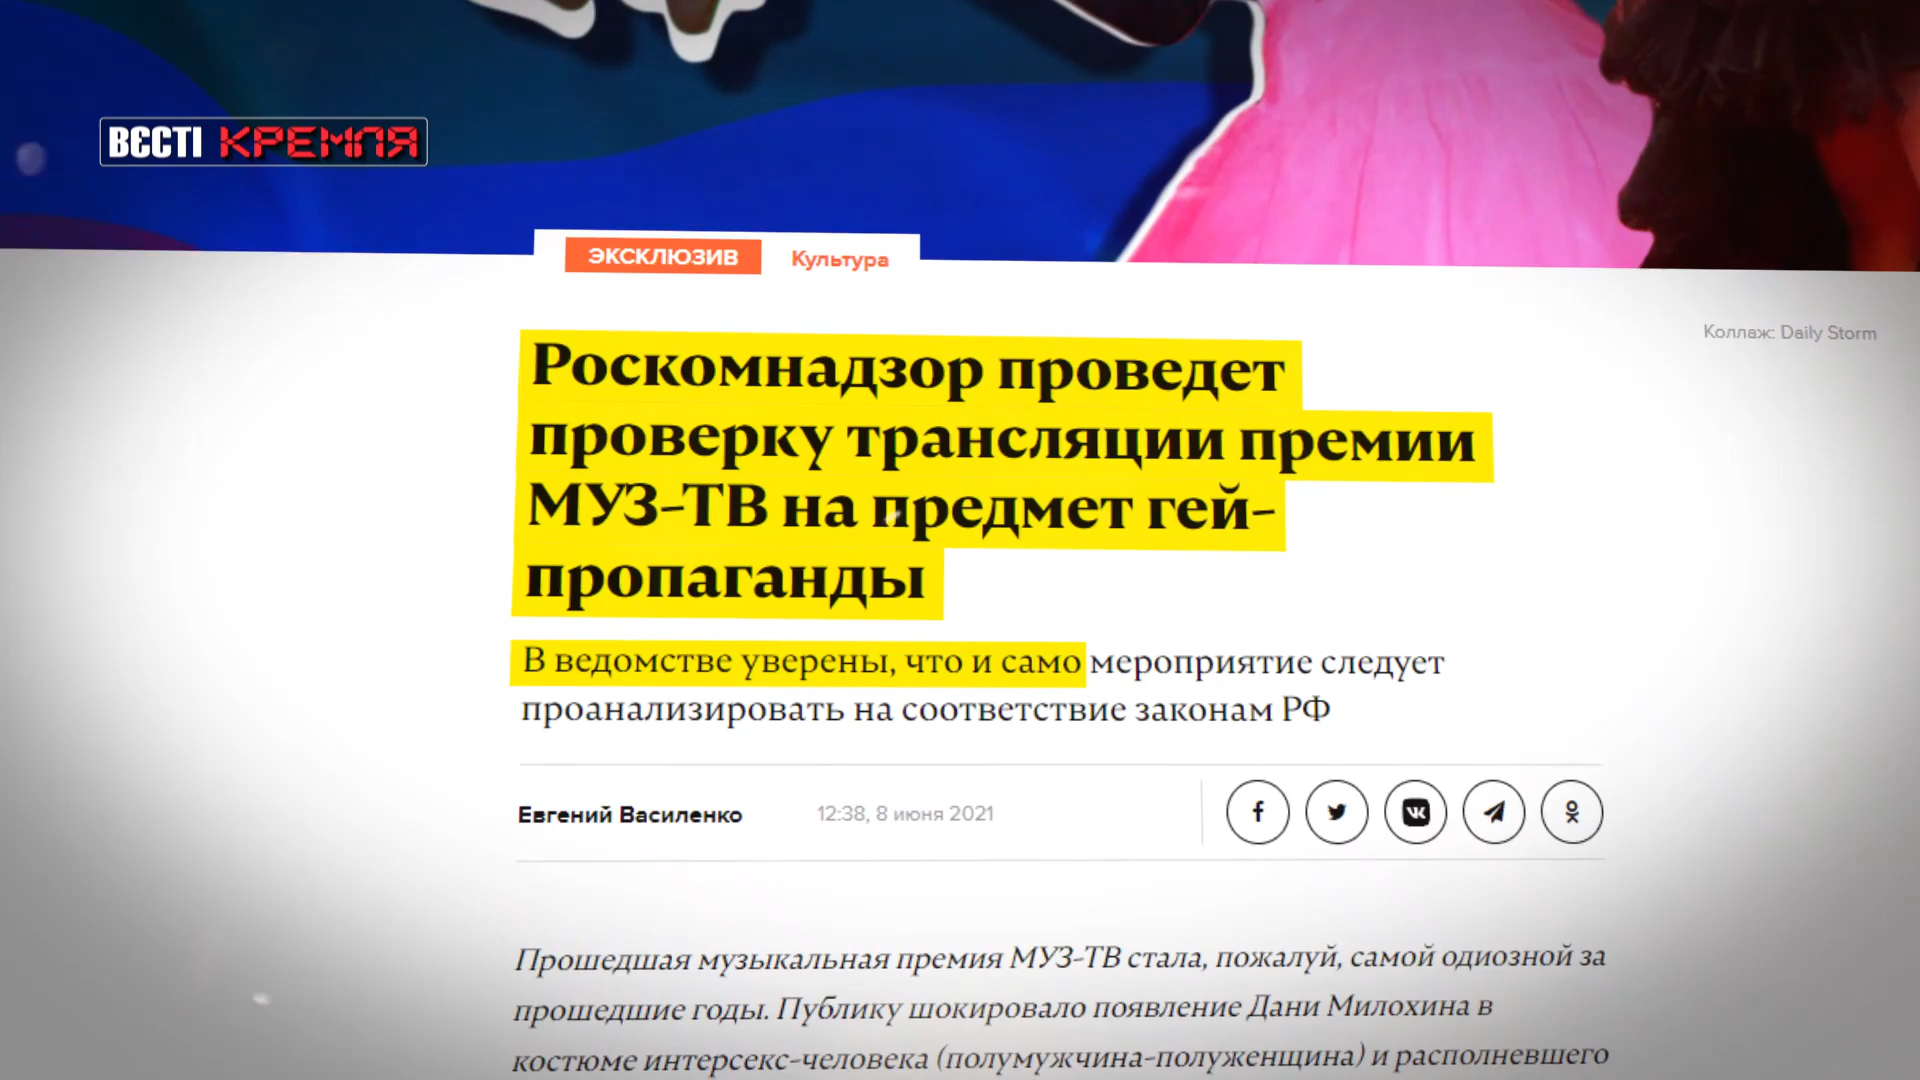 ВЄСТІ КРЕМЛЯ
ЭКСКЛЮЗИВ Культура
Коллаж: Daily Storm
Роскомнадзор проведет
проверку трансляции премии
МУЗ-ТВ на предмет гей-
пропаганды
В ведомстве уверены, что и само мероприятие следует
проанализировать на соответствие законам РФ
Евгений Василенко 12:38, 8 июня 2021
Прошедшая музыкальная премия МУЗ-ТВ стала, пожалуй, самой одиозной за
прошедшие годы. Публику шокировало появление Дани Милохина в
костюме интерсекс-человека (полумужчина-полуженщина) и располневшего